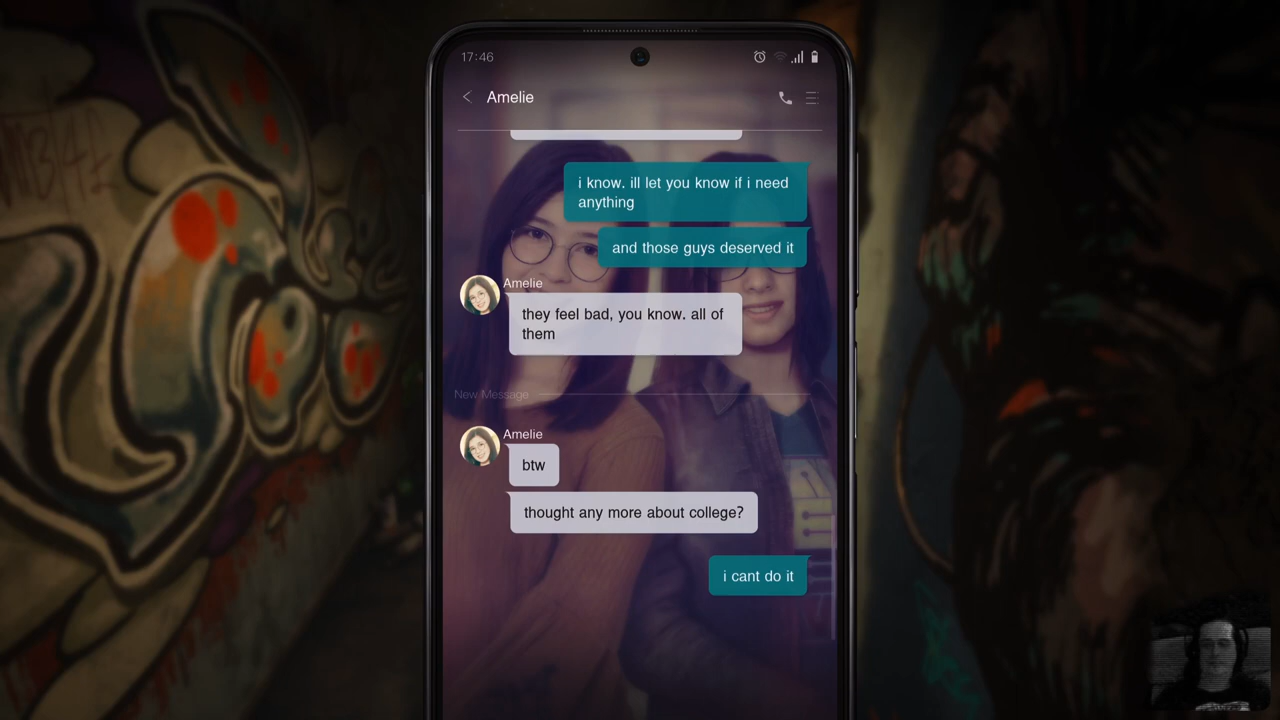 17:46
Amelie
i know. ill let you know if i need
anything
and those guys deserved it
Amelie
they feel bad, you know. all of
them
New Message
Amelie
btw
thought any more about college?
i cant do it